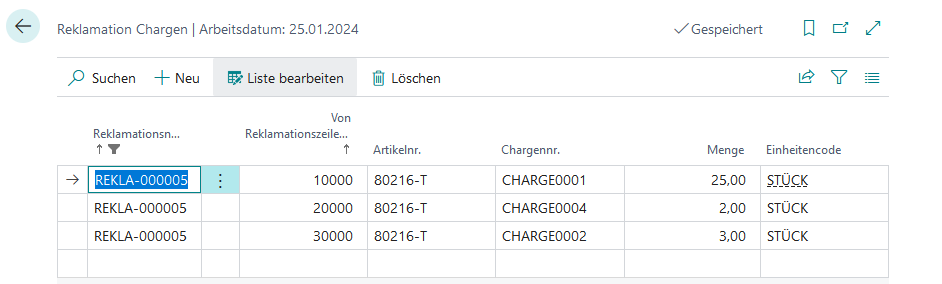 Reklamation Chargen | Arbeitsdatum: 25.01.2024
Gespeichert
Suchen Neu Liste bearbeiten Löschen
Von
Reklamationsn... Reklamationszeile... Artikelnr. Chargennr. Menge Einheitencode
REKLA-000005 10000 80216-T CHARGE0001 25,00 STÜCK
REKLA-000005 20000 80216-T CHARGE0004 2,00 STÜCK
REKLA-000005 30000 80216-T CHARGE0002 3,00 STÜCK